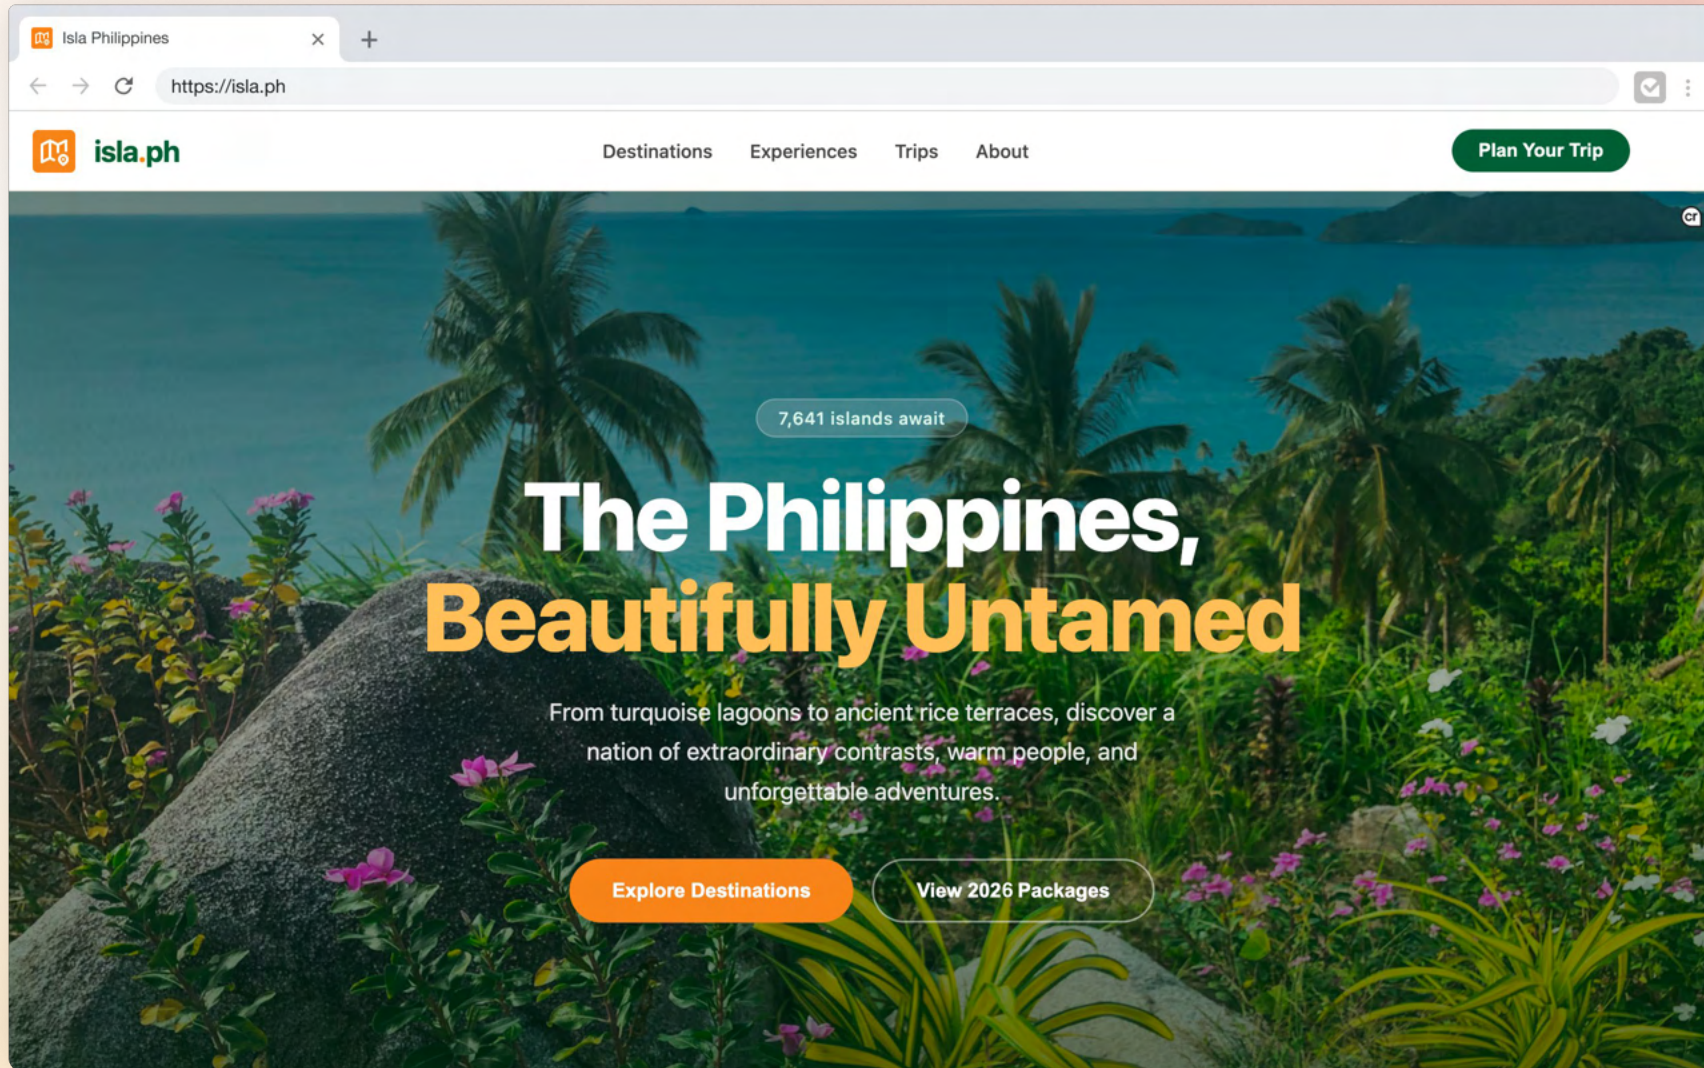 Isla Philippines
https://isla.ph
isla.ph
Destinations Experiences Trips About
Plan Your Trip
cr
7,641 islands await
The Philippines,
Beautifully Untamed
From turquoise lagoons to ancient rice terraces, discover a
nation of extraordinary contrasts, warm people, and
unforgettable adventures.
Explore Destinations
View 2026 Packages